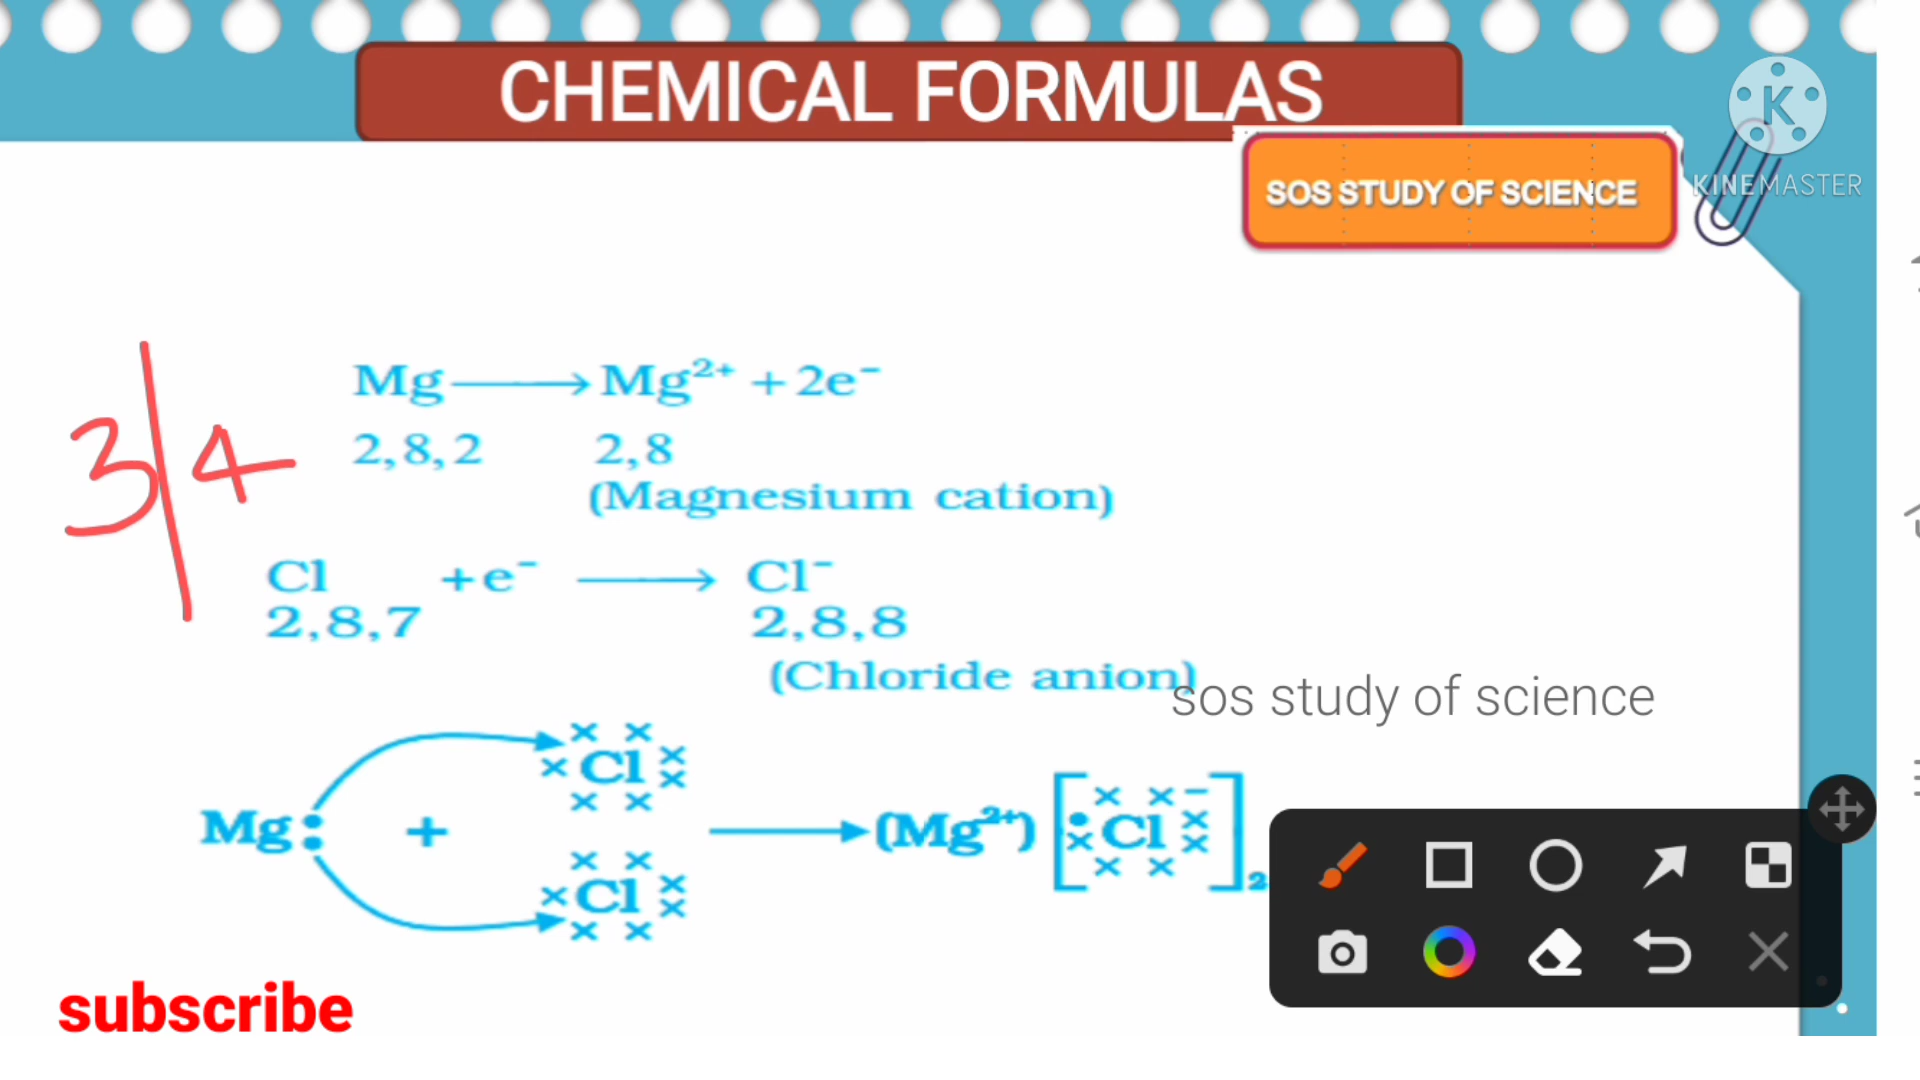 CHEMICAL FORMULAS
K
KINEMASTER
SOS STUDY OF SCIENCE
3/4
Mg ⟶ Mg²⁺ + 2e⁻
2, 8, 2 2, 8
(Magnesium cation)
Cl + e⁻ ⟶ Cl⁻
2,8,7 2,8,8
(Chloride anion)
sos study of science
Cl
Mg: + ⟶ (Mg²⁺) [Cl⁻]₂
Cl
subscribe